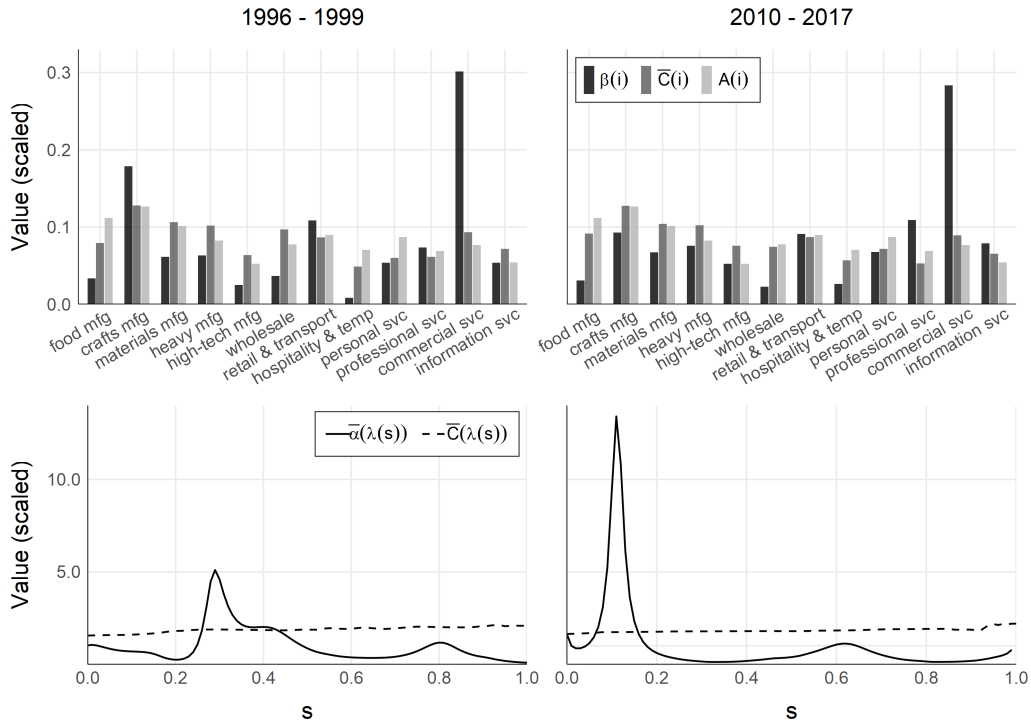 1996 - 1999
2010 - 2017
Value (scaled)
0.3
0.2
0.1
0.0
β(i) C̅(i) A(i)
food mfg
crafts mfg
materials mfg
heavy mfg
high-tech mfg
wholesale
retail & transport
hospitality & temp
personal svc
professional svc
commercial svc
information svc
food mfg
crafts mfg
materials mfg
heavy mfg
high-tech mfg
wholesale
retail & transport
hospitality & temp
personal svc
professional svc
commercial svc
information svc
Value (scaled)
10.0
5.0
α̅(λ(s)) C̅(λ(s))
0.0 0.2 0.4 0.6 0.8 1.0
0.0 0.2 0.4 0.6 0.8 1.0
s
s